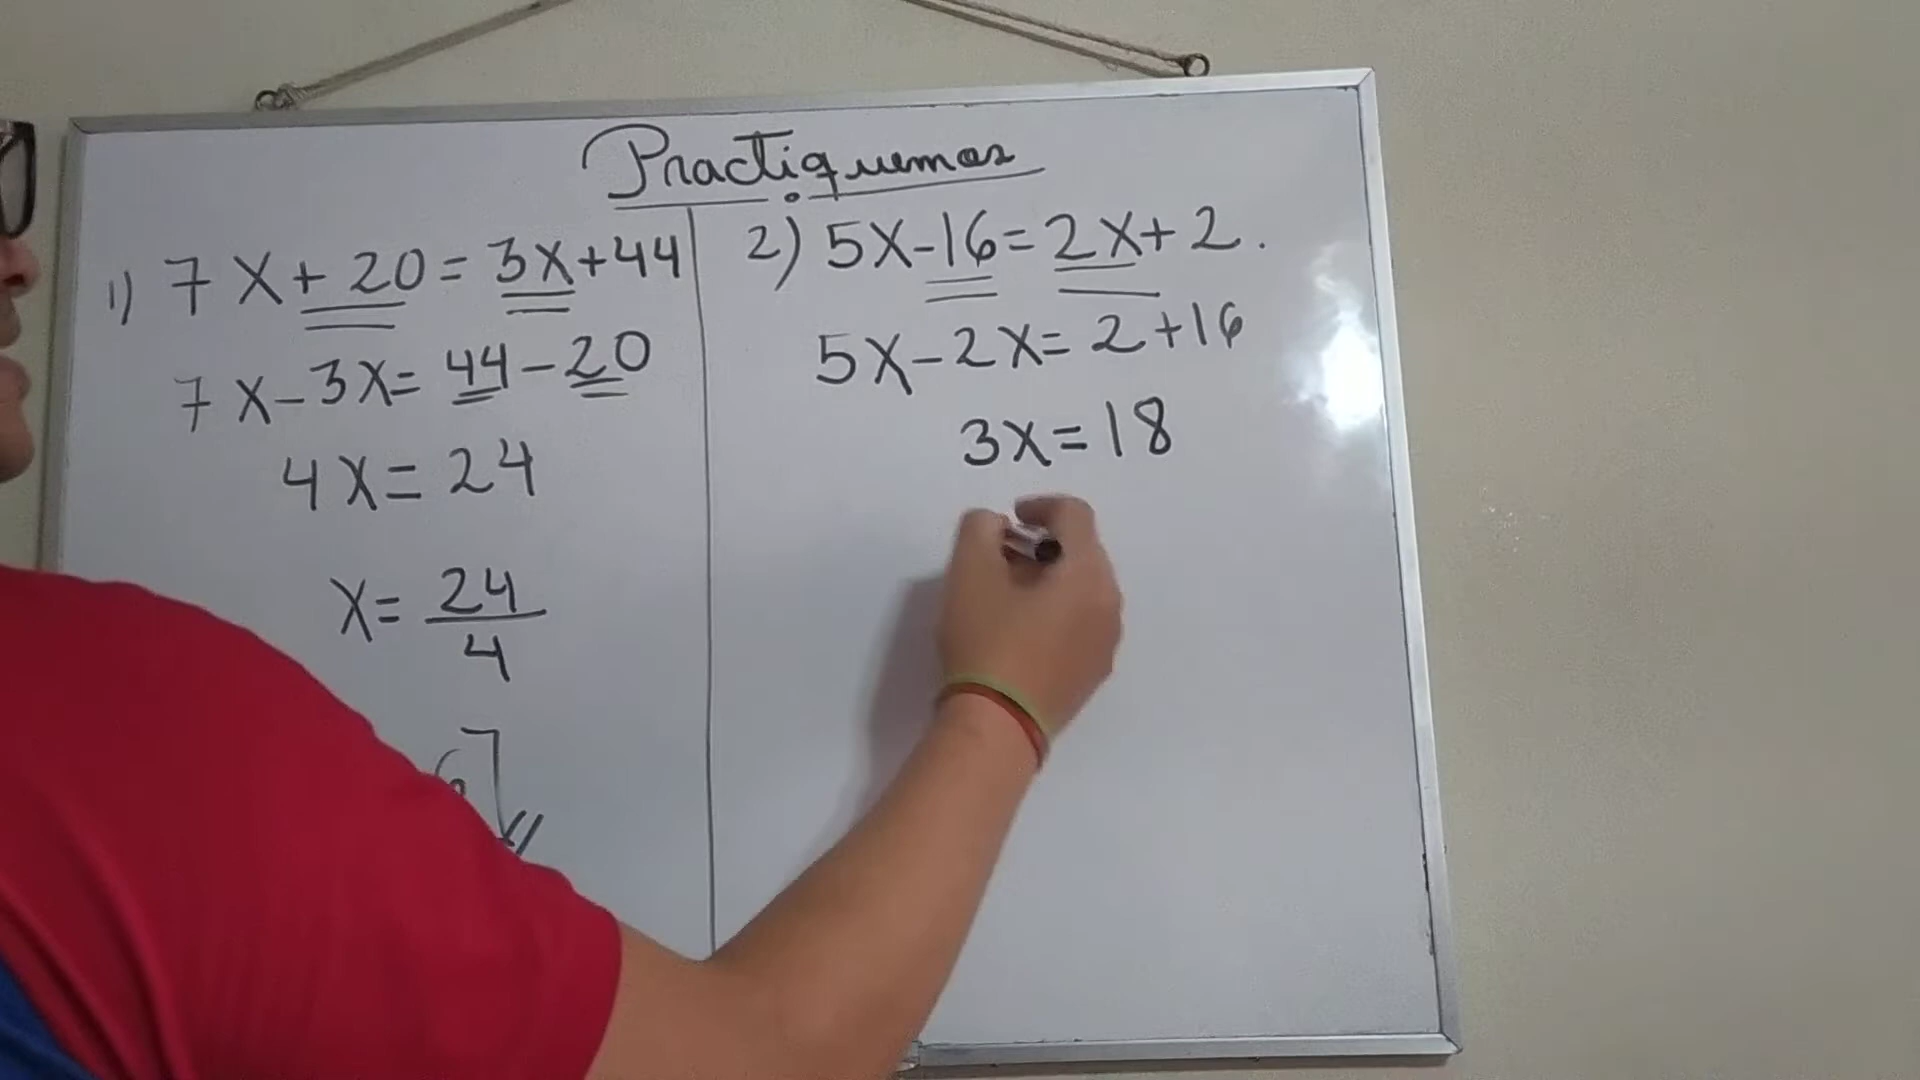 Practiquemos
1) 7x + 20 = 3x + 44
7x - 3x = 44 - 20
4x = 24
x = 24/4
6
2) 5x - 16 = 2x + 2.
5x - 2x = 2 + 16
3x = 18